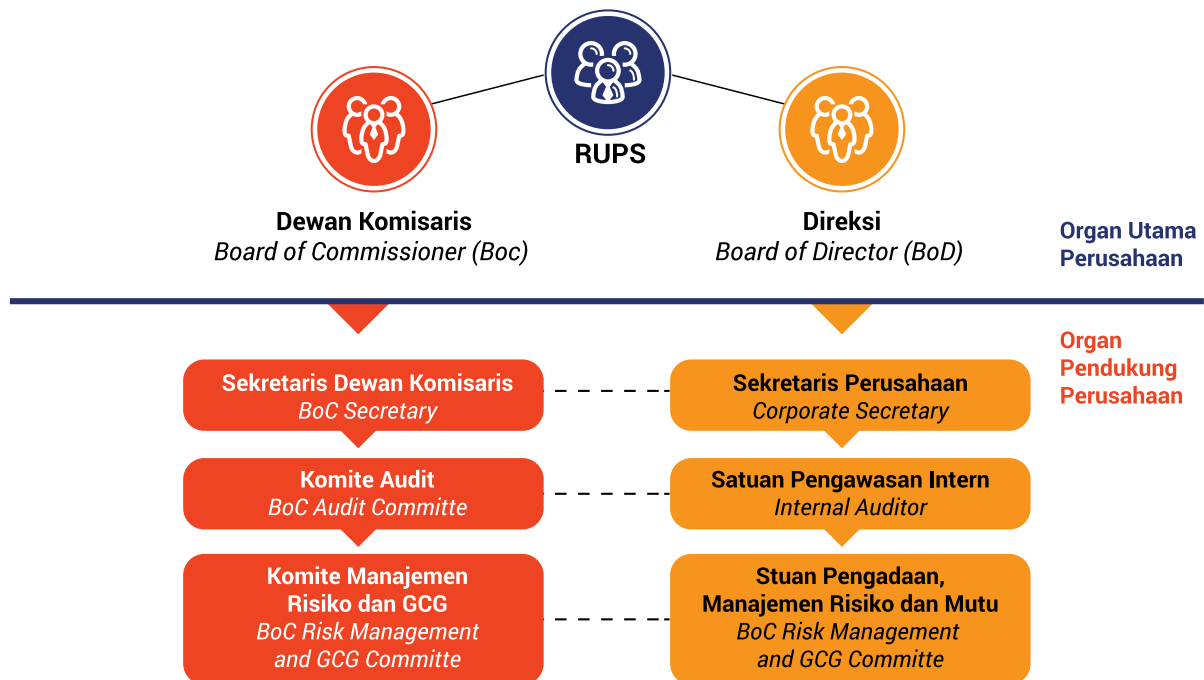 RUPS
Dewan Komisaris
Board of Commissioner (Boc)
Direksi
Board of Director (BoD)
Organ Utama
Perusahaan
Organ
Pendukung
Perusahaan
Sekretaris Dewan Komisaris
BoC Secretary
Sekretaris Perusahaan
Corporate Secretary
Komite Audit
BoC Audit Committe
Satuan Pengawasan Intern
Internal Auditor
Komite Manajemen
Risiko dan GCG
BoC Risk Management
and GCG Committe
Stuan Pengadaan,
Manajemen Risiko dan Mutu
BoC Risk Management
and GCG Committe